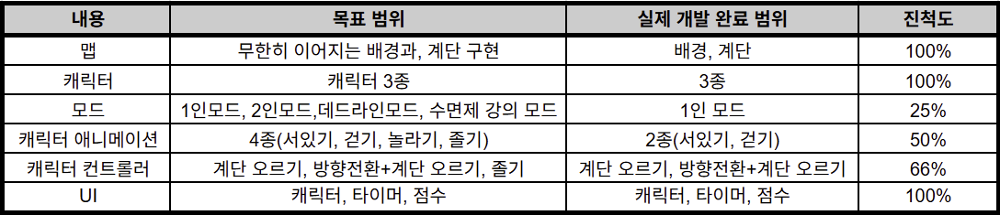 내용 목표 범위 실제 개발 완료 범위 진척도
맵 무한히 이어지는 배경과, 계단 구현 배경, 계단 100%
캐릭터 캐릭터 3종 3종 100%
모드 1인모드, 2인모드,데드라인모드, 수면제 강의 모드 1인 모드 25%
캐릭터 애니메이션 4종(서있기, 걷기, 놀라기, 졸기) 2종(서있기, 걷기) 50%
캐릭터 컨트롤러 계단 오르기, 방향전환+계단 오르기, 졸기 계단 오르기, 방향전환+계단 오르기 66%
UI 캐릭터, 타이머, 점수 캐릭터, 타이머, 점수 100%